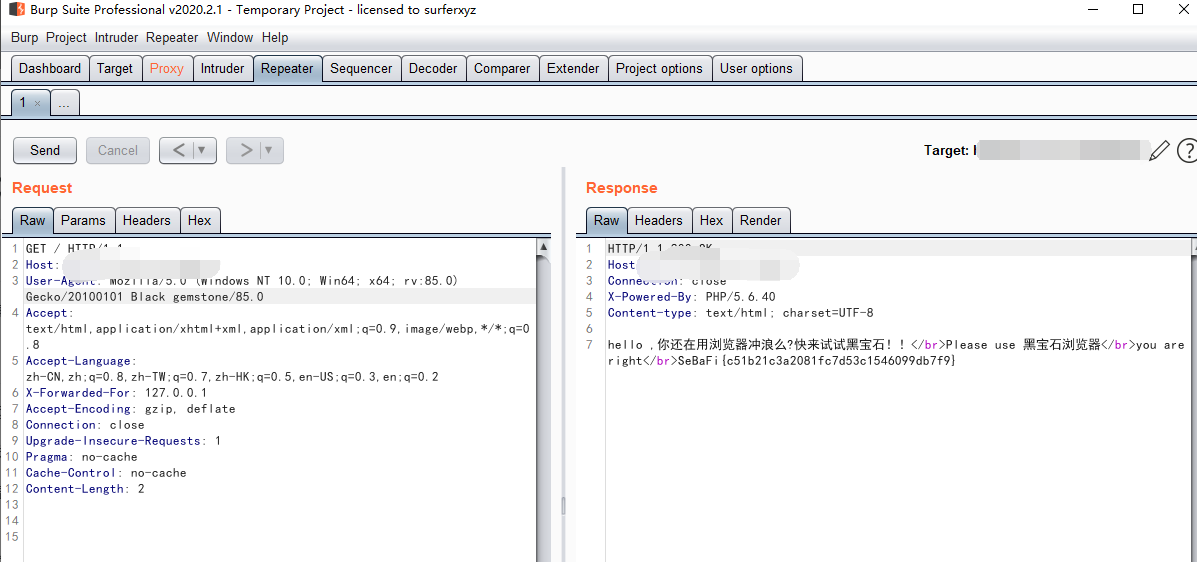 Burp Suite Professional v2020.2.1 - Temporary Project - licensed to surferxyz
Burp Project Intruder Repeater Window Help
Dashboard Target Proxy Intruder Repeater Sequencer Decoder Comparer Extender Project options User options
1 × ...
Send Cancel < ▼ > ▼ Target: ?
Request
Raw Params Headers Hex
1 GET / HTTP/1.1
2 Host:
3 User-Agent: Mozilla/5.0 (Windows NT 10.0; Win64; x64; rv:85.0)
Gecko/20100101 Black gemstone/85.0
4 Accept:
text/html,application/xhtml+xml,application/xml;q=0.9,image/webp,*/*;q=0
.8
5 Accept-Language:
zh-CN,zh;q=0.8,zh-TW;q=0.7,zh-HK;q=0.5,en-US;q=0.3,en;q=0.2
6 X-Forwarded-For: 127.0.0.1
7 Accept-Encoding: gzip, deflate
8 Connection: close
9 Upgrade-Insecure-Requests: 1
10 Pragma: no-cache
11 Cache-Control: no-cache
12 Content-Length: 2
13
14
15
Response
Raw Headers Hex Render
1 HTTP/1.1 200 OK
2 Host
3 Connection: close
4 X-Powered-By: PHP/5.6.40
5 Content-type: text/html; charset=UTF-8
6
7 hello ,你还在用浏览器冲浪么?快来试试黑宝石！！</br>Please use 黑宝石浏览器</br>you are
right</br>SeBaFi{c51b21c3a2081fc7d53c1546099db7f9}